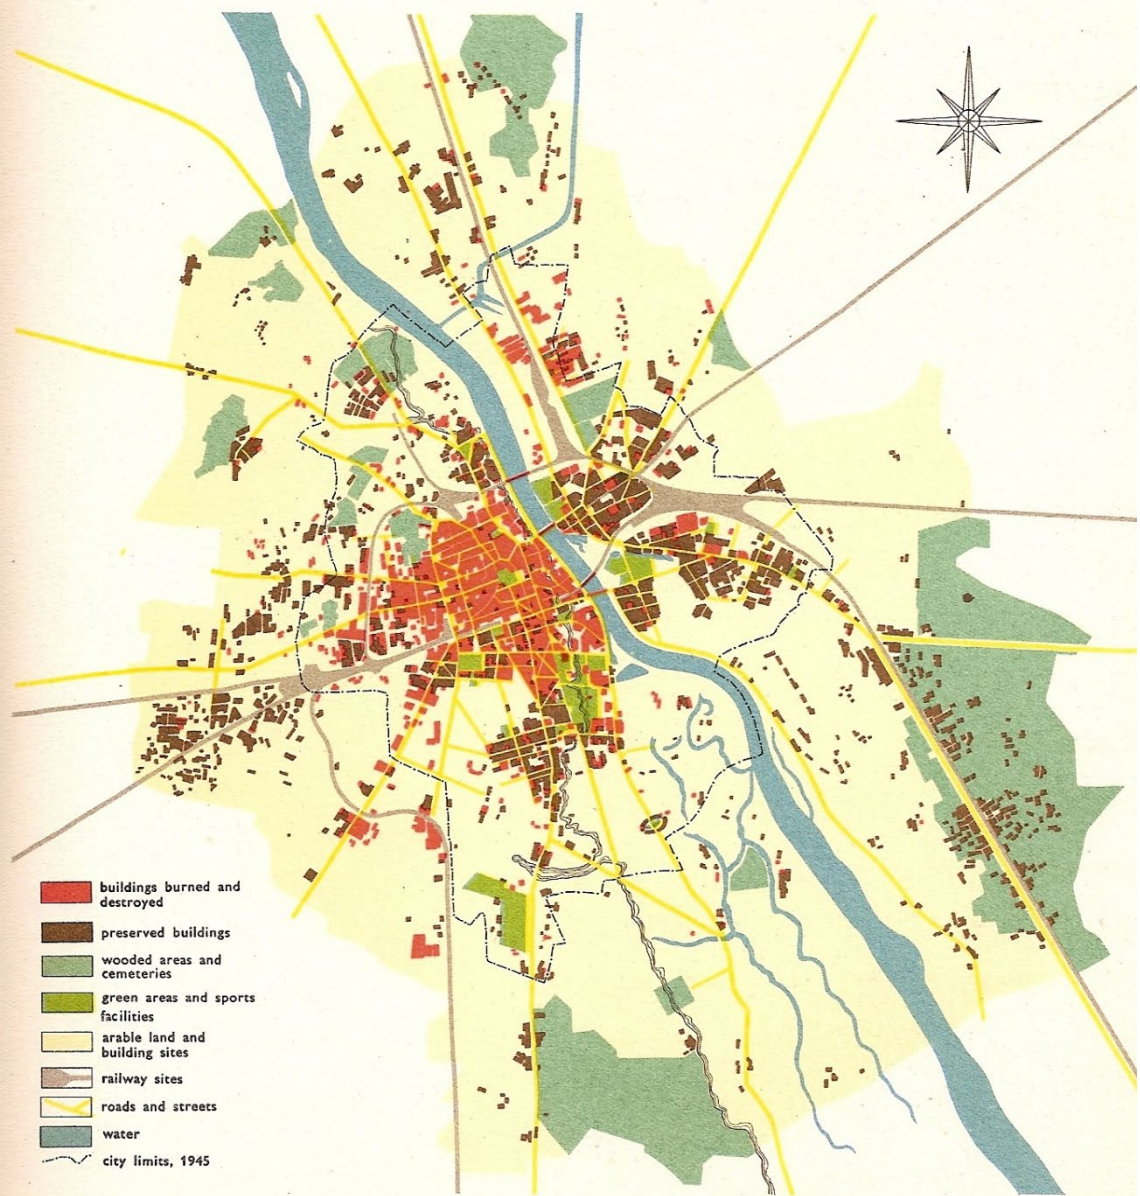 buildings burned and
destroyed
preserved buildings
wooded areas and
cemeteries
green areas and sports
facilities
arable land and
building sites
railway sites
roads and streets
water
city limits, 1945